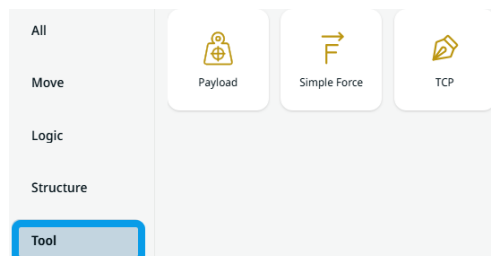 All
Move
Logic
Structure
Tool
Payload
F
Simple Force
TCP